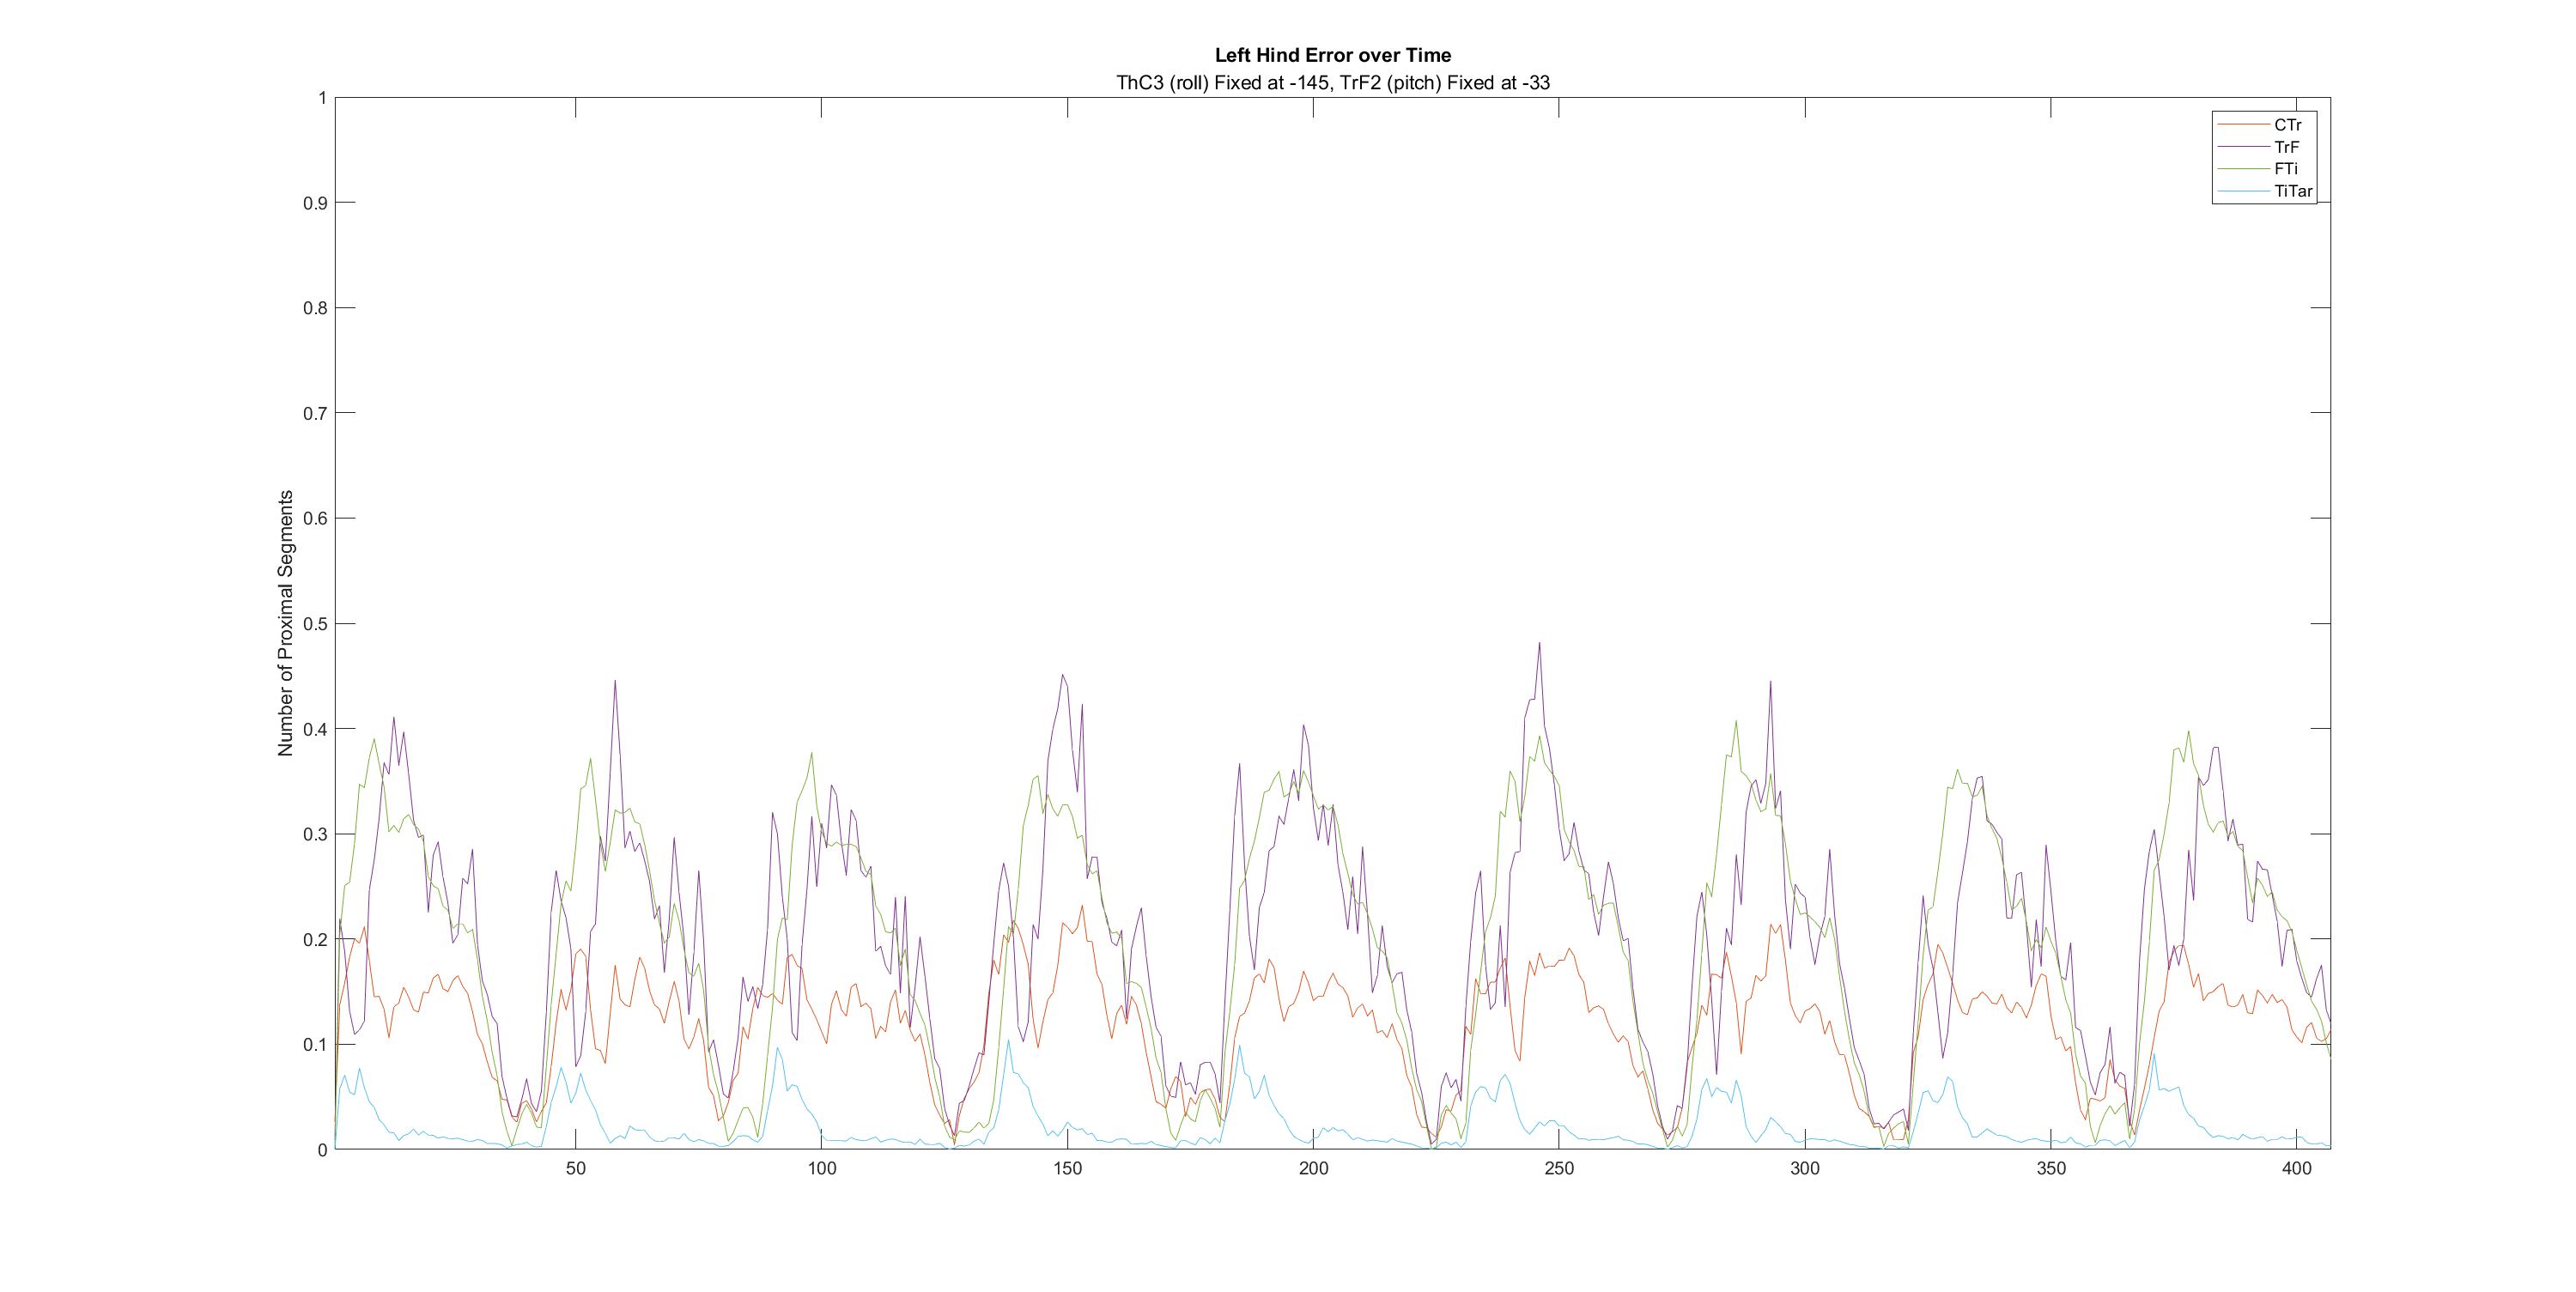 Left Hind Error over Time
ThC3 (roll) Fixed at -145, TrF2 (pitch) Fixed at -33
1
0.9
0.8
0.7
0.6
0.5
0.4
0.3
0.2
0.1
0
Number of Proximal Segments
CTr
TrF
FTi
TiTar
50
100
150
200
250
300
350
400